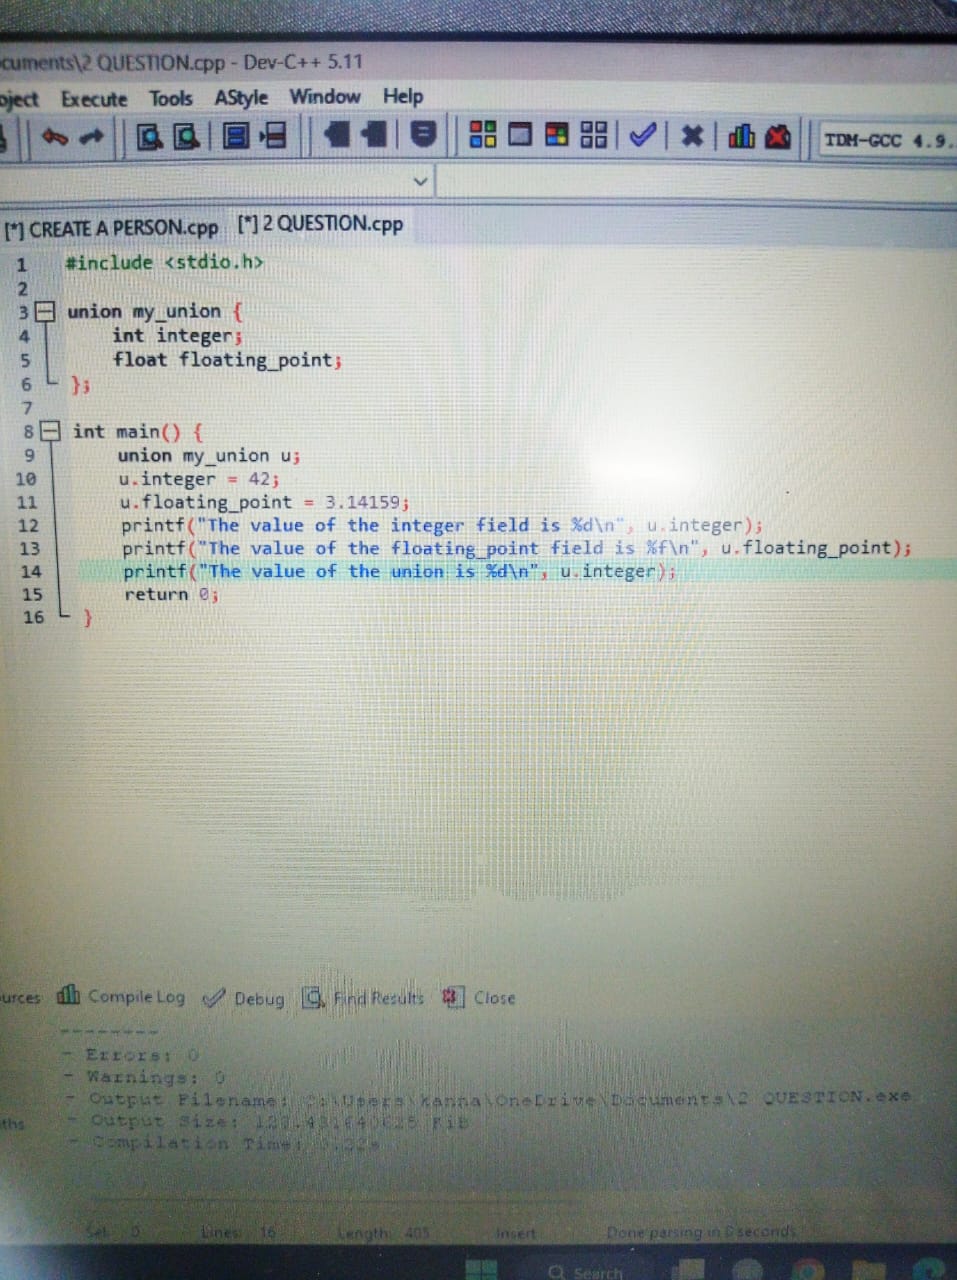 cuments\2 QUESTION.cpp - Dev-C++ 5.11
oject Execute Tools AStyle Window Help
TDM-GCC 4.9.
[*] CREATE A PERSON.cpp [*] 2 QUESTION.cpp
1 #include <stdio.h>
2
3 union my_union {
4 int integer;
5 float floating_point;
6 };
7
8 int main() {
9 union my_union u;
10 u.integer = 42;
11 u.floating_point = 3.14159;
12 printf("The value of the integer field is %d\n", u.integer);
13 printf("The value of the floating_point field is %f\n", u.floating_point);
14 printf("The value of the union is %d\n", u.integer);
15 return 0;
16 }
urces Compile Log Debug Find Results Close
--------
- Errors: 0
- Warnings: 0
- Output Filename: C:\Users\kanna\OneDrive\Documents\2 QUESTION.exe
- Output Size: KiB
- Compilation Time:
ths
Sel: 0 Lines: 16 Length: 405 Insert Done parsing in seconds
Search